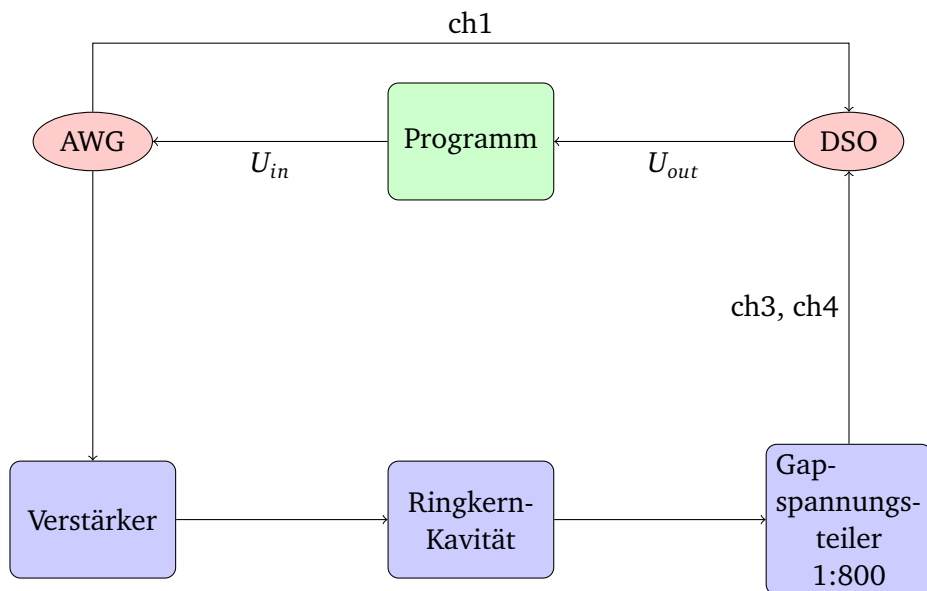 ch1
AWG
Programm
DSO
U_in
U_out
ch3, ch4
Verstärker
Ringkern-
Kavität
Gap-
spannungs-
teiler
1:800